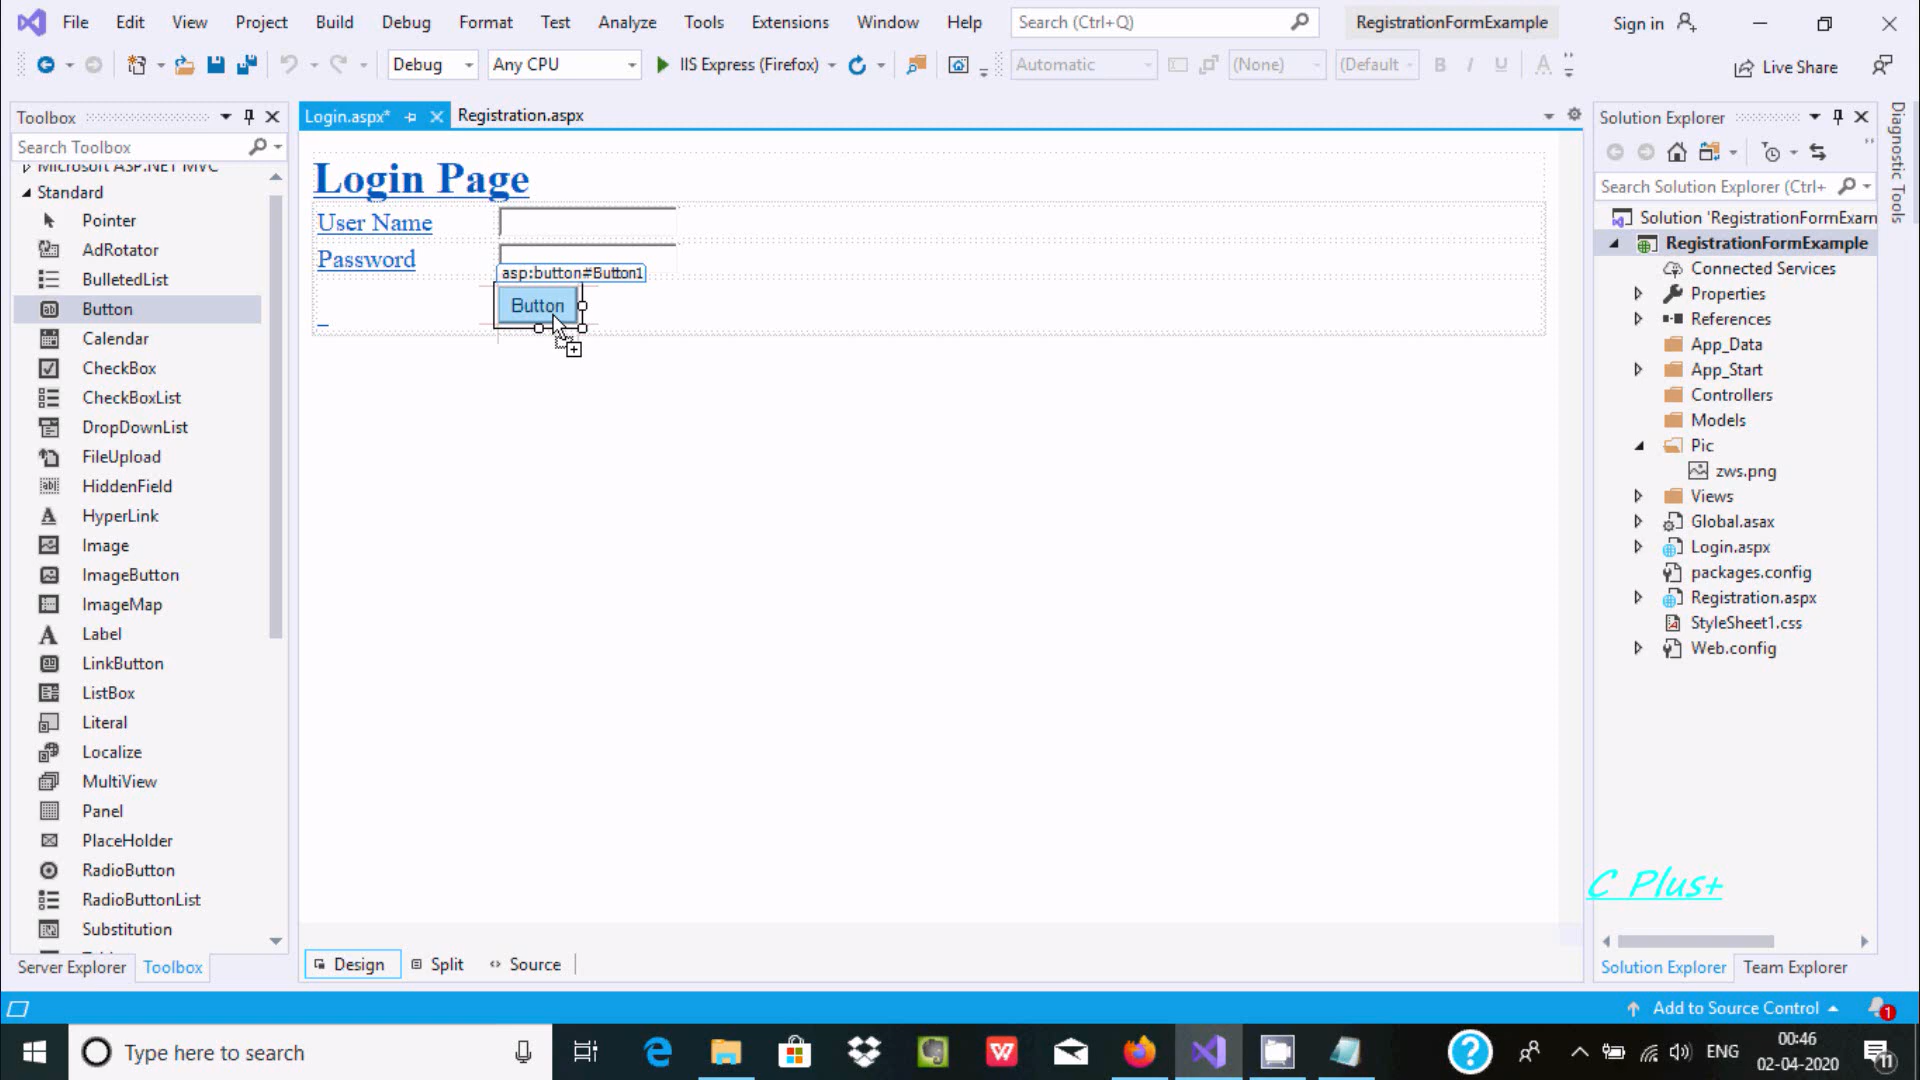 File Edit View Project Build Debug Format Test Analyze Tools Extensions Window Help Search (Ctrl+Q) RegistrationFormExample Sign in
Debug Any CPU IIS Express (Firefox) Automatic (None) (Default Live Share
Toolbox
Search Toolbox
Microsoft ASP.NET MVC
Standard
Pointer
AdRotator
BulletedList
Button
Calendar
CheckBox
CheckBoxList
DropDownList
FileUpload
HiddenField
HyperLink
Image
ImageButton
ImageMap
Label
LinkButton
ListBox
Literal
Localize
MultiView
Panel
PlaceHolder
RadioButton
RadioButtonList
Substitution
Server Explorer Toolbox
Login.aspx* Registration.aspx
Login Page
User Name
Password
asp:button#Button1
Button
Design Split Source
Solution Explorer
Search Solution Explorer (Ctrl+
Solution 'RegistrationFormExam
RegistrationFormExample
Connected Services
Properties
References
App_Data
App_Start
Controllers
Models
Pic
zws.png
Views
Global.asax
Login.aspx
packages.config
Registration.aspx
StyleSheet1.css
Web.config
C Plus+
Solution Explorer Team Explorer
Diagnostic Tools
Add to Source Control 1
Type here to search
ENG
00:46
02-04-2020
11